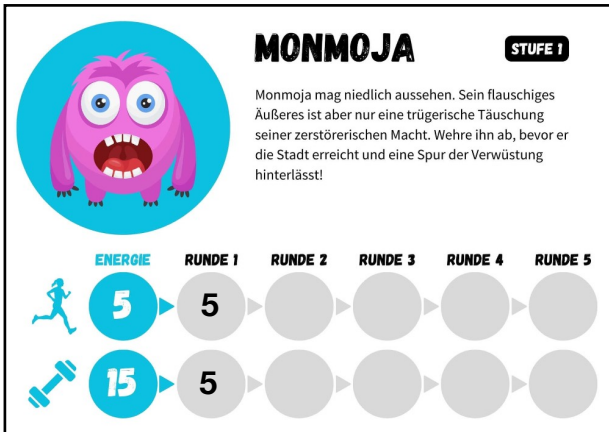 MONMOJA
STUFE 1
Monmoja mag niedlich aussehen. Sein flauschiges
Äußeres ist aber nur eine trügerische Täuschung
seiner zerstörerischen Macht. Wehre ihn ab, bevor er
die Stadt erreicht und eine Spur der Verwüstung
hinterlässt!
ENERGIE RUNDE 1 RUNDE 2 RUNDE 3 RUNDE 4 RUNDE 5
5 5
15 5